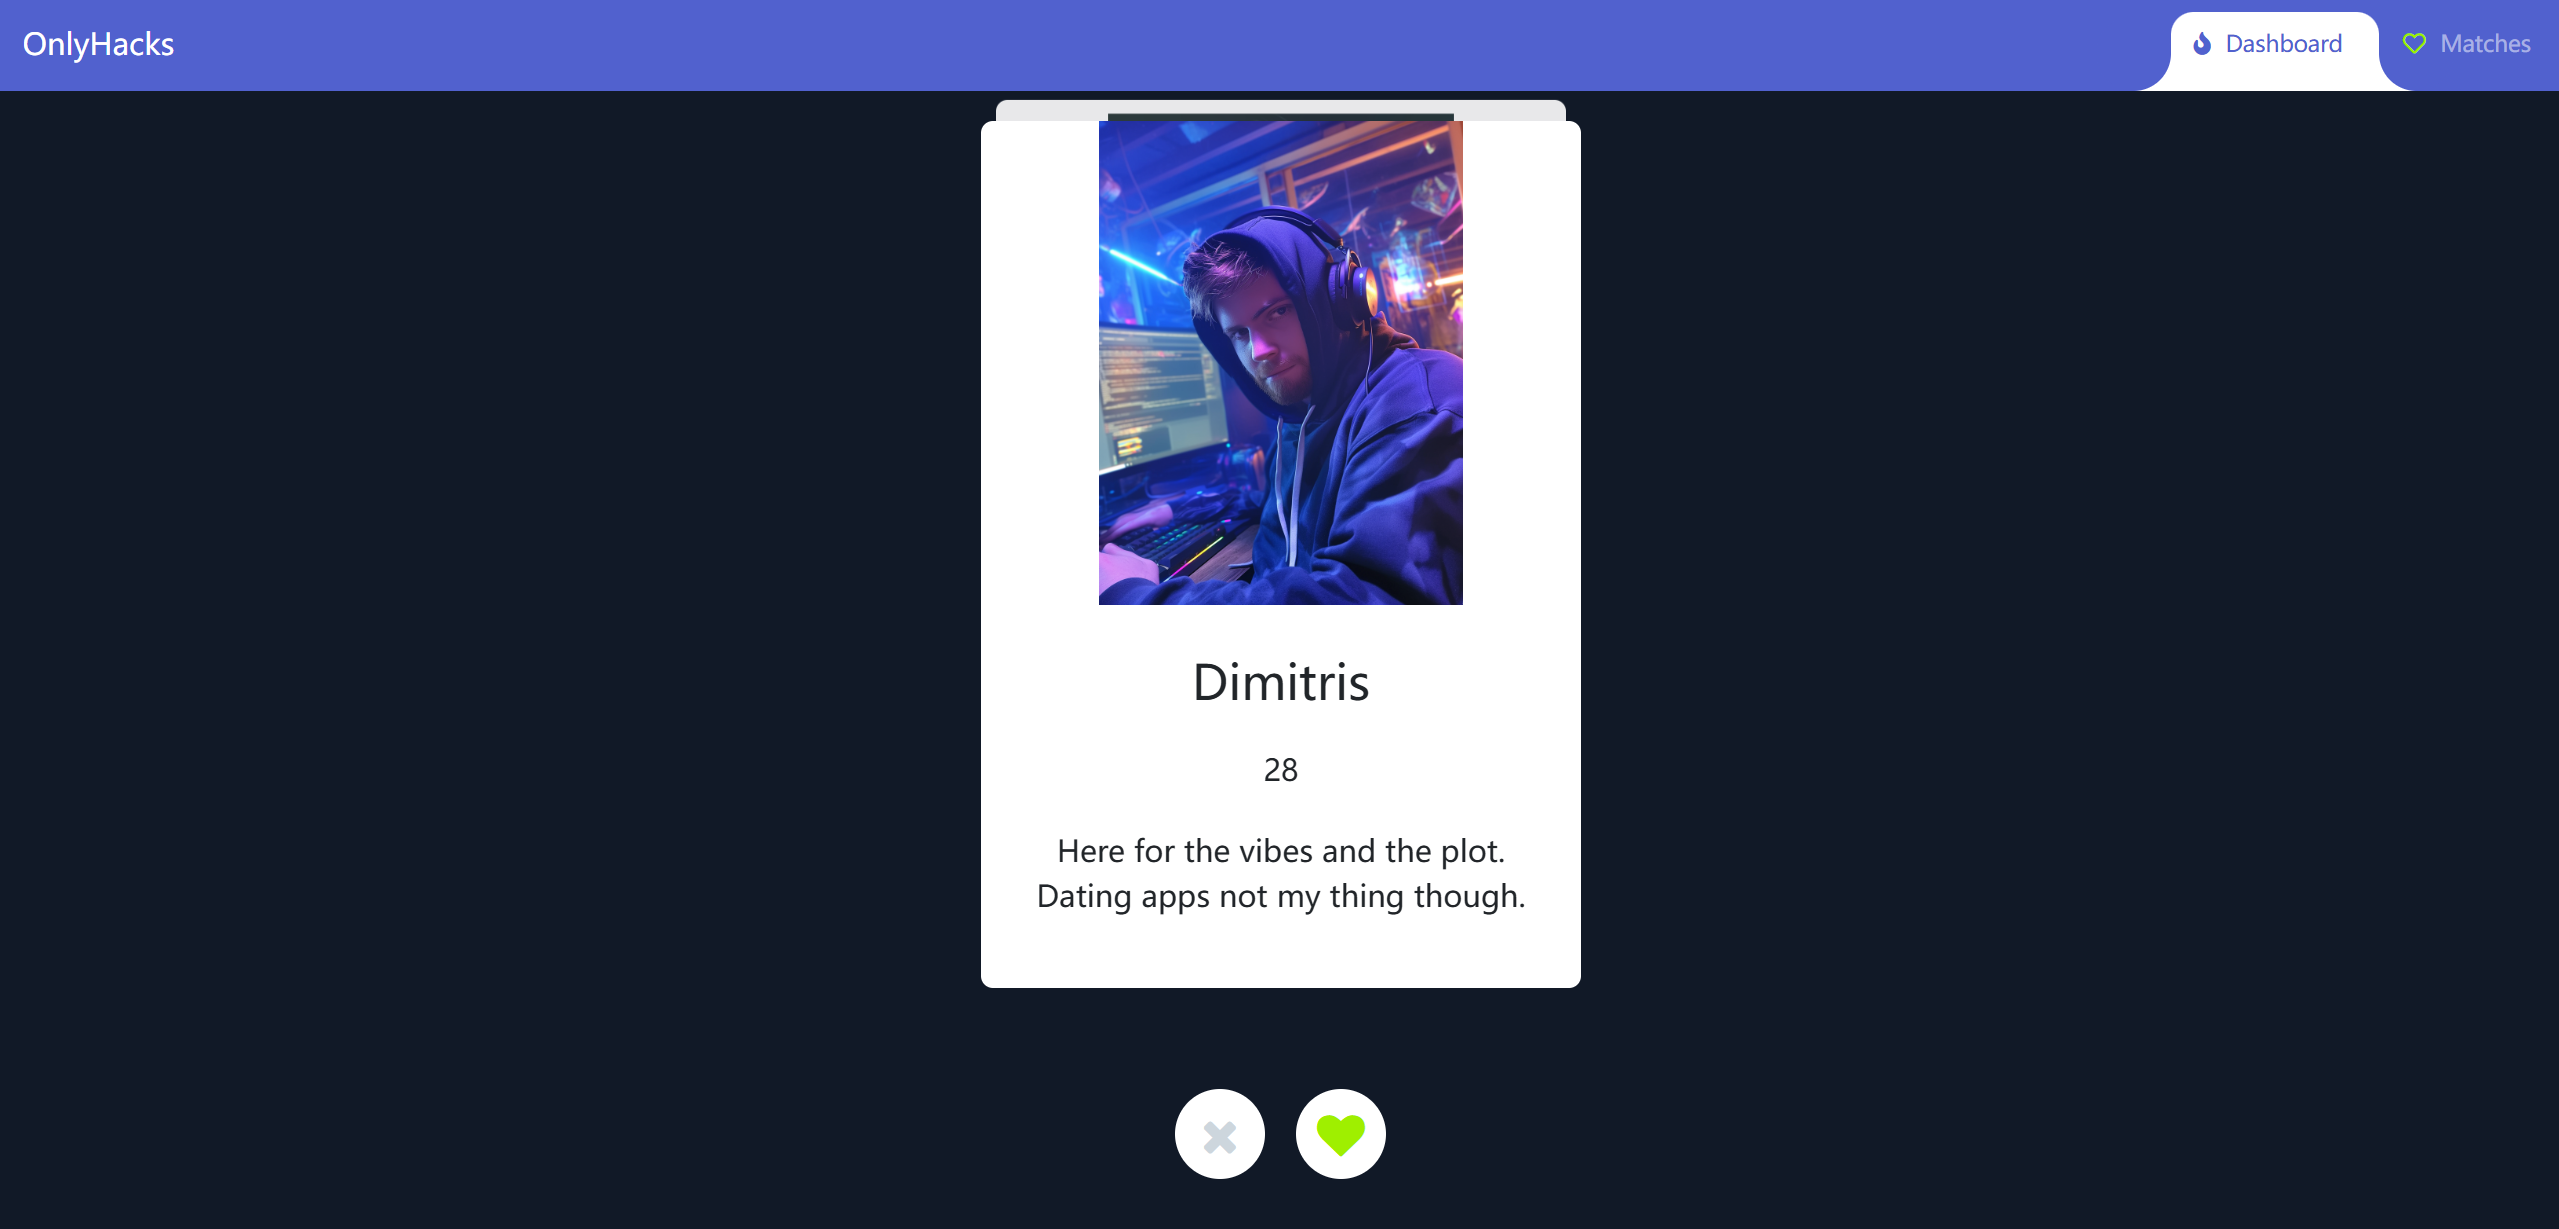 OnlyHacks
Dashboard
Matches
Dimitris
28
Here for the vibes and the plot.
Dating apps not my thing though.